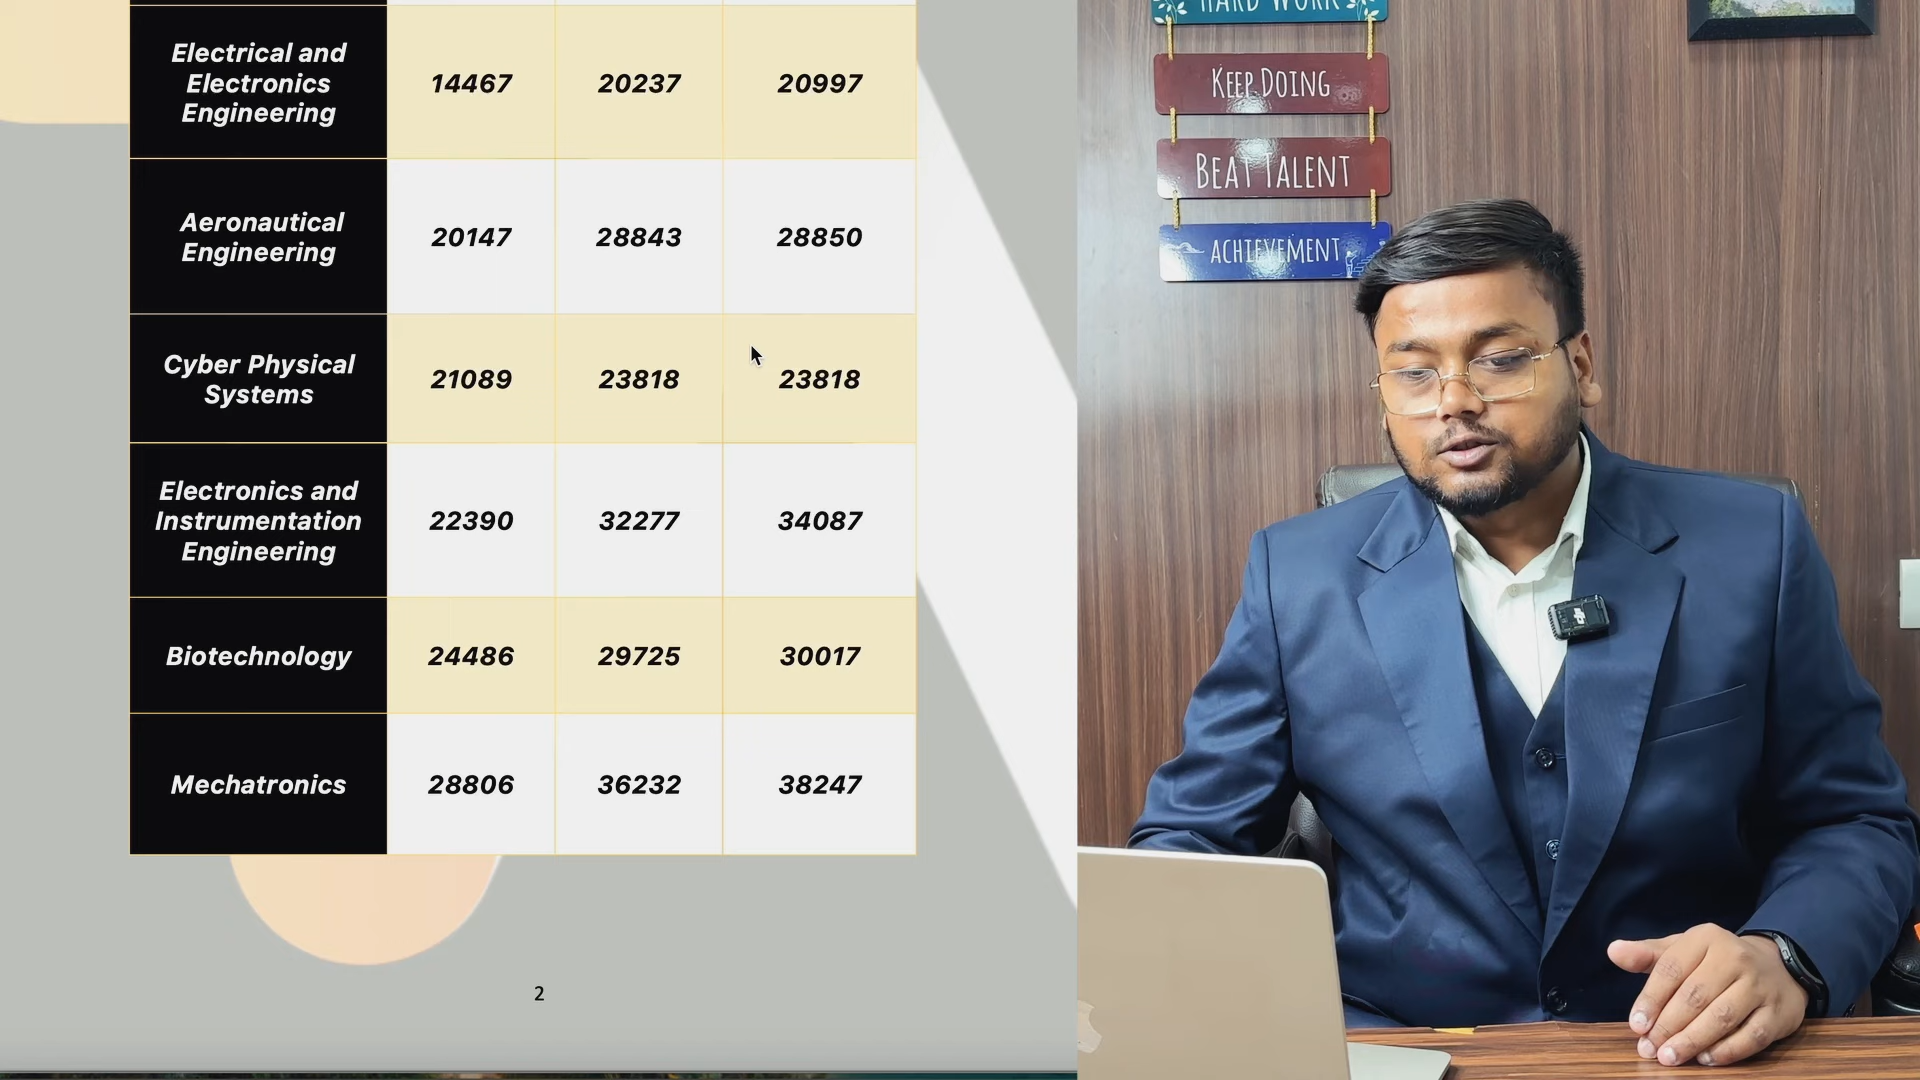 Electrical and
Electronics
Engineering
14467
20237
20997
Aeronautical
Engineering
20147
28843
28850
Cyber Physical
Systems
21089
23818
23818
Electronics and
Instrumentation
Engineering
22390
32277
34087
Biotechnology
24486
29725
30017
Mechatronics
28806
36232
38247
2
HARD WORK
KEEP DOING
BEAT TALENT
ACHIEVEMENT